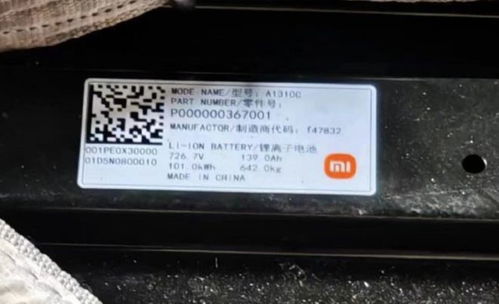 MODE NAME/型号: A1310C
PART NUMBER/零件号:
P000000367001
MANUFACTOR/制造商代码: f47832
001PE0X30000
01D5N0800010
Li-iON BATTERY/锂离子电池
726.7V 139.0Ah
101.0kWh 642.0kg
MADE IN CHINA
mi